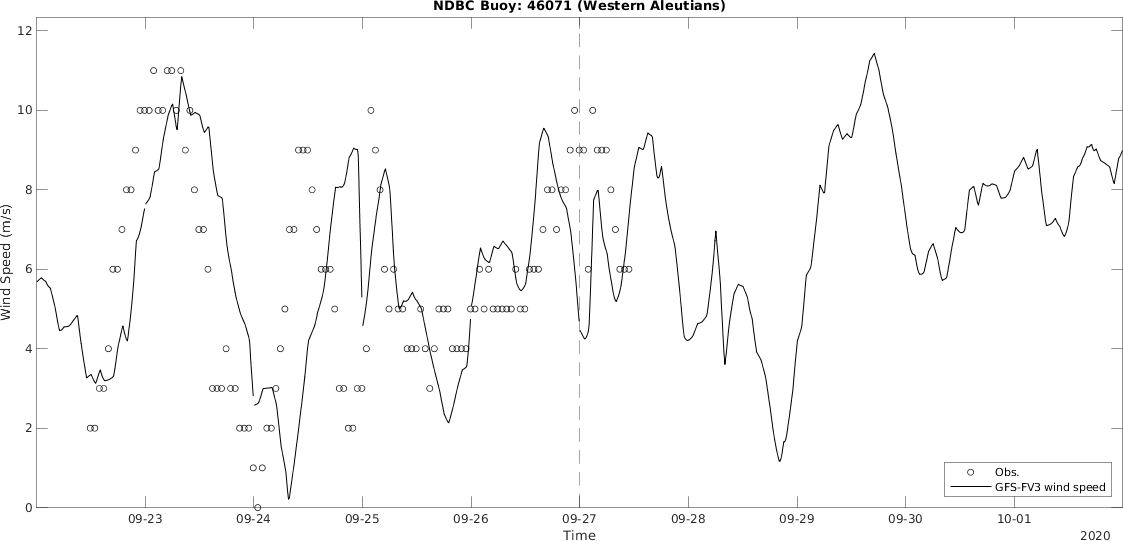 NDBC Buoy: 46071 (Western Aleutians)
12
10
8
6
4
2
0
Wind Speed (m/s)
Obs.
GFS-FV3 wind speed
09-23 09-24 09-25 09-26 09-27 09-28 09-29 09-30 10-01
Time
2020